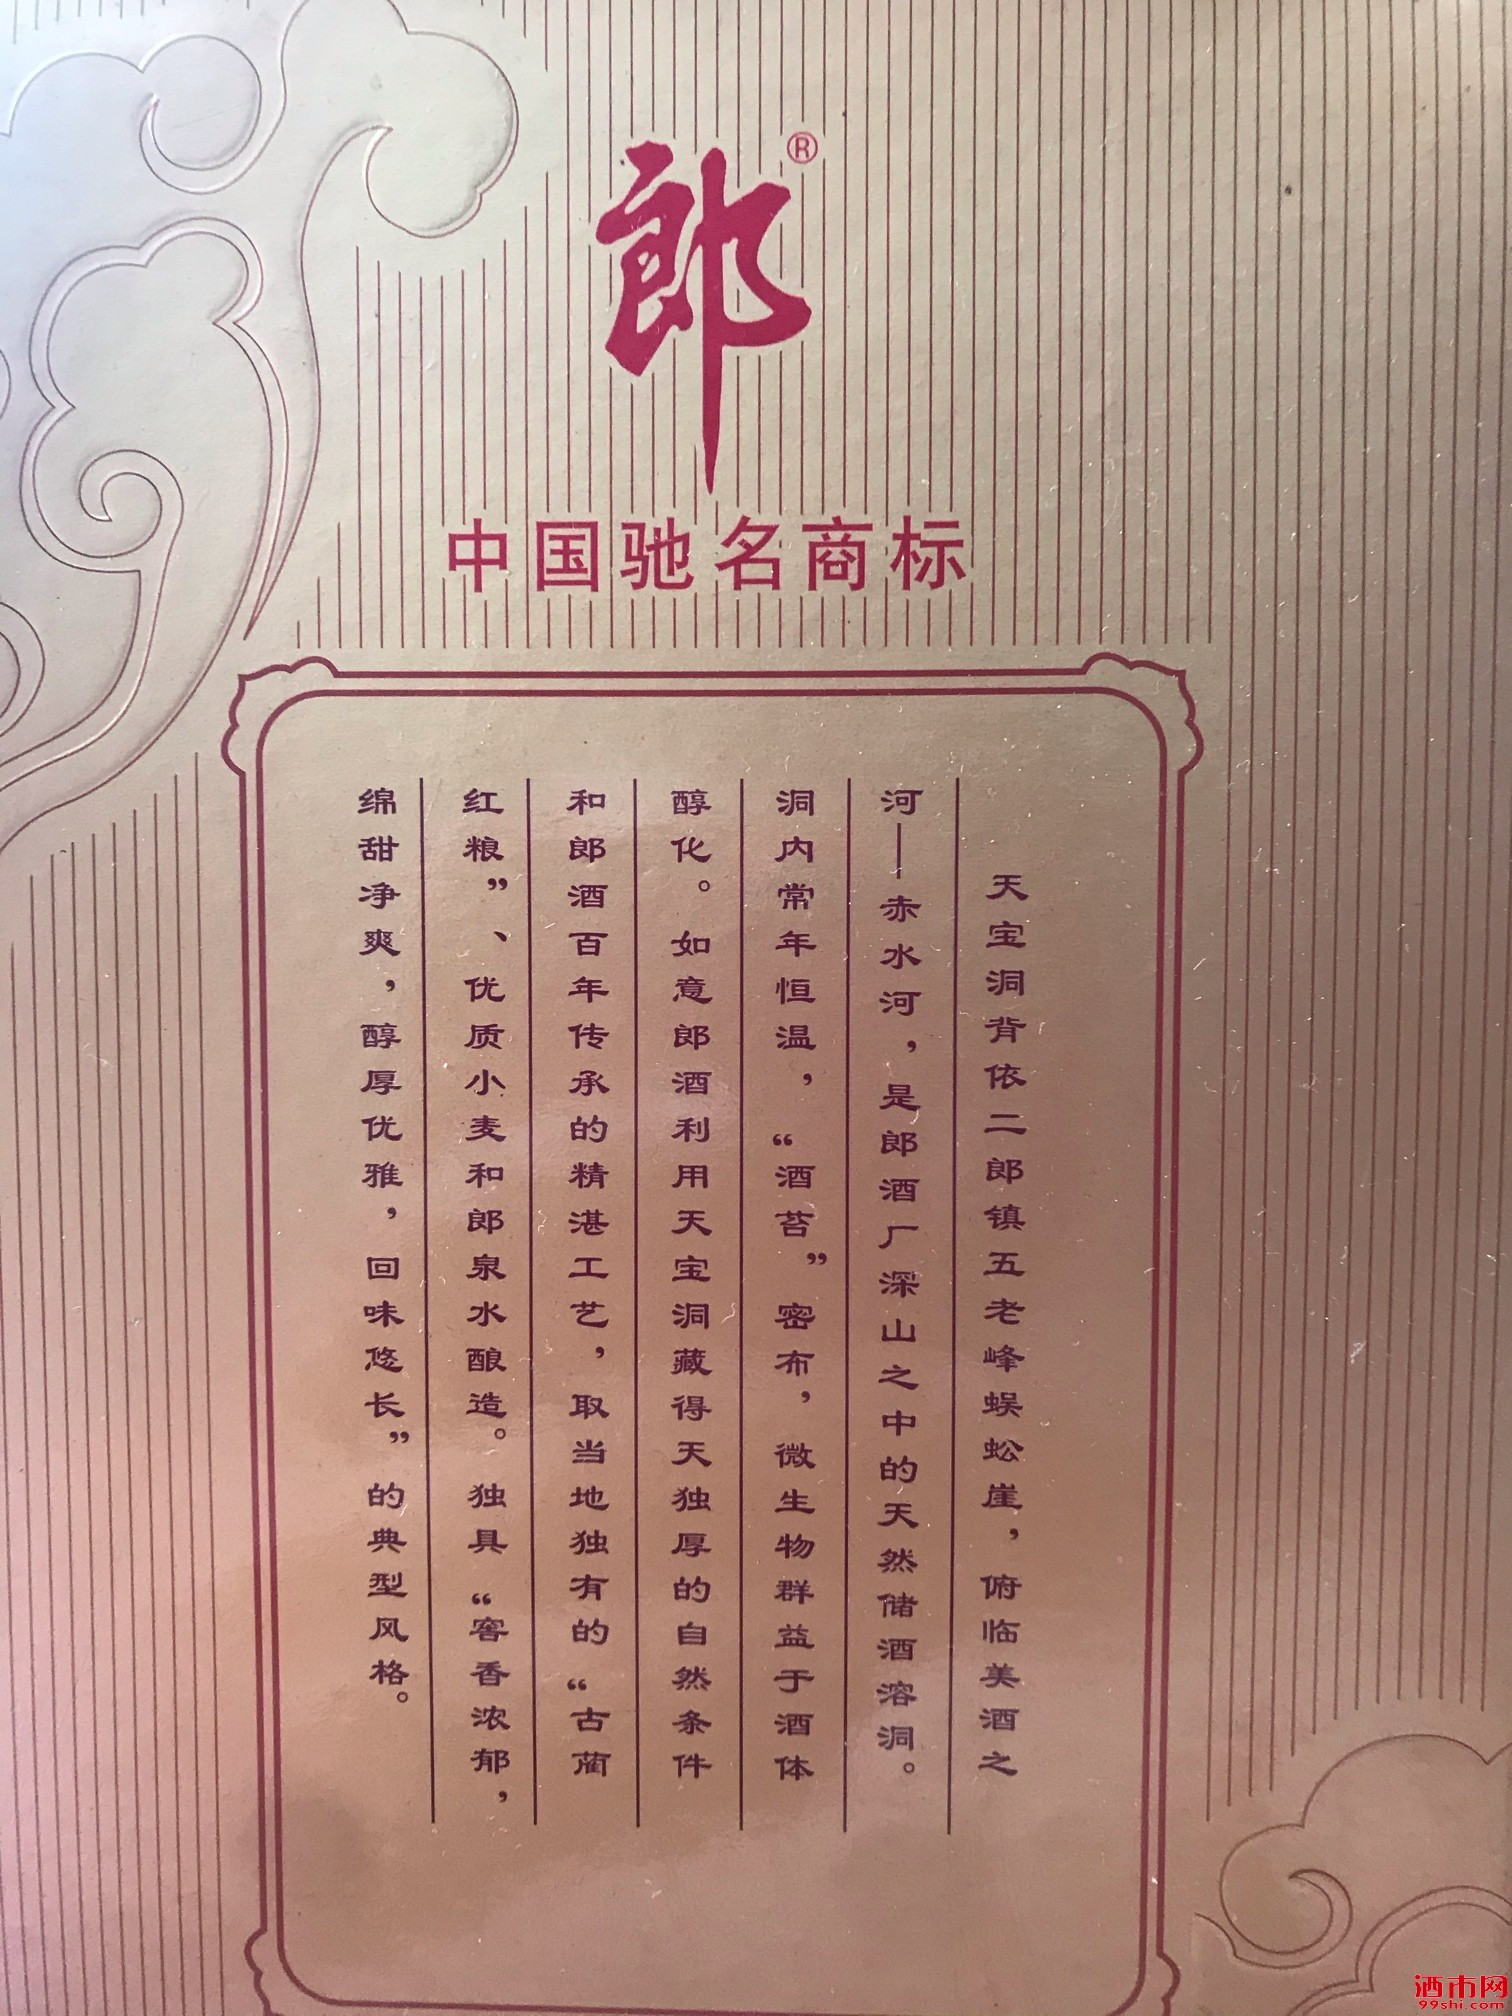 郎®
中国驰名商标
天宝洞背依二郎镇五老峰蜈蚣崖，俯临美酒之
河——赤水河，是郎酒厂深山之中的天然储酒溶洞。
洞内常年恒温，“酒苔”密布，微生物群益于酒体
醇化。如意郎酒利用天宝洞藏得天独厚的自然条件
和郎酒百年传承的精湛工艺，取当地独有的“古蔺
红粮”、优质小麦和郎泉水酿造。独具“窖香浓郁，
绵甜净爽，醇厚优雅，回味悠长”的典型风格。
酒市网
99shi.com